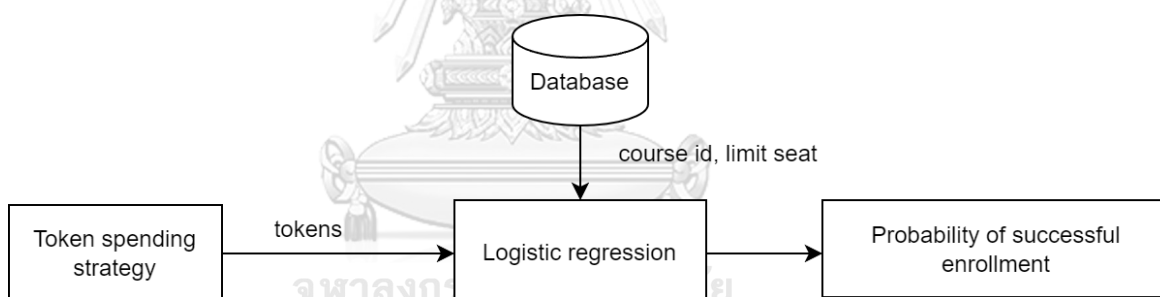 Database
course id, limit seat
Token spending
strategy
tokens
Logistic regression
Probability of successful
enrollment